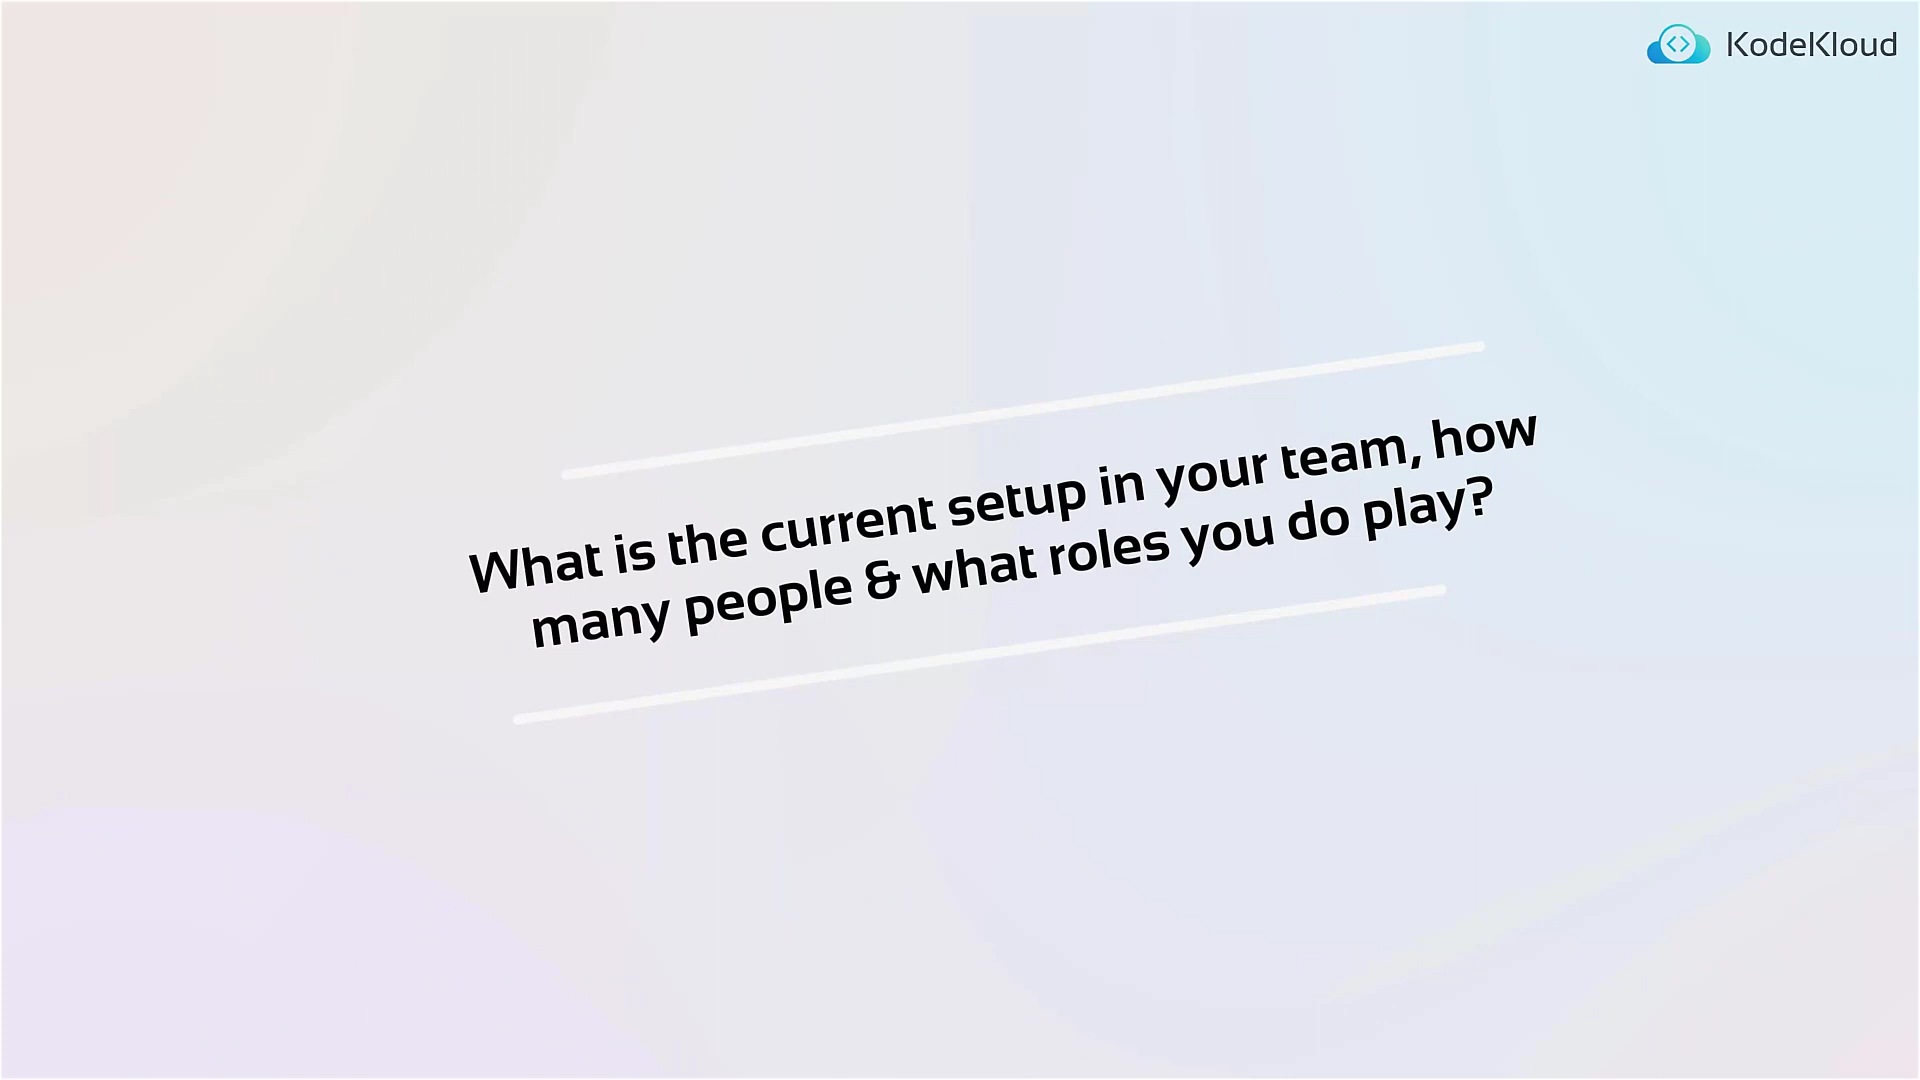 KodeKloud
What is the current setup in your team, how
many people & what roles you do play?